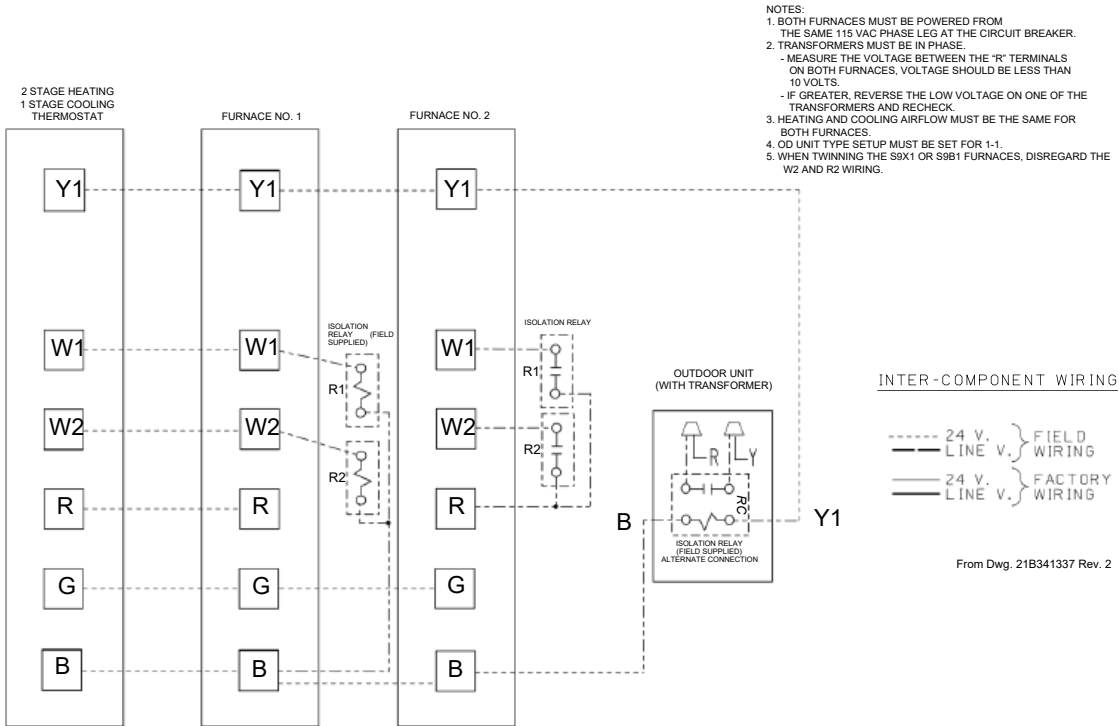 NOTES:
1. BOTH FURNACES MUST BE POWERED FROM
THE SAME 115 VAC PHASE LEG AT THE CIRCUIT BREAKER.
2. TRANSFORMERS MUST BE IN PHASE.
- MEASURE THE VOLTAGE BETWEEN THE “R” TERMINALS
ON BOTH FURNACES, VOLTAGE SHOULD BE LESS THAN
10 VOLTS.
- IF GREATER, REVERSE THE LOW VOLTAGE ON ONE OF THE
TRANSFORMERS AND RECHECK.
3. HEATING AND COOLING AIRFLOW MUST BE THE SAME FOR
BOTH FURNACES.
4. OD UNIT TYPE SETUP MUST BE SET FOR 1-1.
5. WHEN TWINNING THE S9X1 OR S9B1 FURNACES, DISREGARD THE
W2 AND R2 WIRING.
2 STAGE HEATING
1 STAGE COOLING
THERMOSTAT
Y1
W1
W2
R
G
B
FURNACE NO. 1
Y1
W1
W2
R
G
B
ISOLATION
RELAY (FIELD
SUPPLIED)
R1
R2
FURNACE NO. 2
Y1
W1
W2
R
G
B
ISOLATION RELAY
R1
R2
OUTDOOR UNIT
(WITH TRANSFORMER)
R Y
RC
B
Y1
ISOLATION RELAY
(FIELD SUPPLIED)
ALTERNATE CONNECTION
INTER-COMPONENT WIRING
24 V. FIELD
LINE V. WIRING
24 V. FACTORY
LINE V. WIRING
From Dwg. 21B341337 Rev. 2